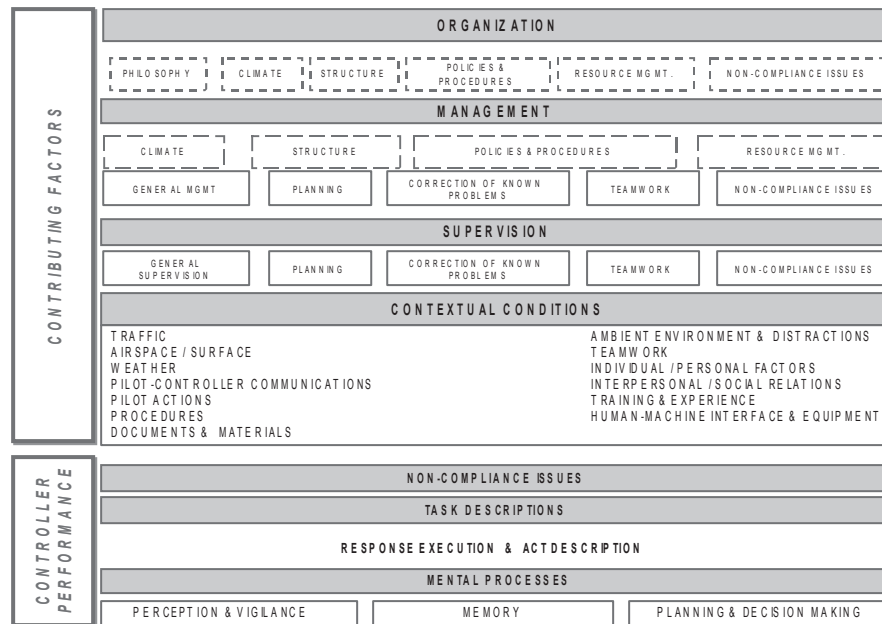 CONTRIBUTING FACTORS
ORGANIZATION
PHILOSOPHY CLIMATE STRUCTURE POLICIES & PROCEDURES RESOURCE MGMT. NON-COMPLIANCE ISSUES
MANAGEMENT
CLIMATE STRUCTURE POLICIES & PROCEDURES RESOURCE MGMT.
GENERAL MGMT PLANNING CORRECTION OF KNOWN PROBLEMS TEAMWORK NON-COMPLIANCE ISSUES
SUPERVISION
GENERAL SUPERVISION PLANNING CORRECTION OF KNOWN PROBLEMS TEAMWORK NON-COMPLIANCE ISSUES
CONTEXTUAL CONDITIONS
TRAFFIC
AIRSPACE / SURFACE
WEATHER
PILOT-CONTROLLER COMMUNICATIONS
PILOT ACTIONS
PROCEDURES
DOCUMENTS & MATERIALS
AMBIENT ENVIRONMENT & DISTRACTIONS
TEAMWORK
INDIVIDUAL / PERSONAL FACTORS
INTERPERSONAL / SOCIAL RELATIONS
TRAINING & EXPERIENCE
HUMAN-MACHINE INTERFACE & EQUIPMENT
CONTROLLER
PERFORMANCE
NON-COMPLIANCE ISSUES
TASK DESCRIPTIONS
RESPONSE EXECUTION & ACT DESCRIPTION
MENTAL PROCESSES
PERCEPTION & VIGILANCE MEMORY PLANNING & DECISION MAKING